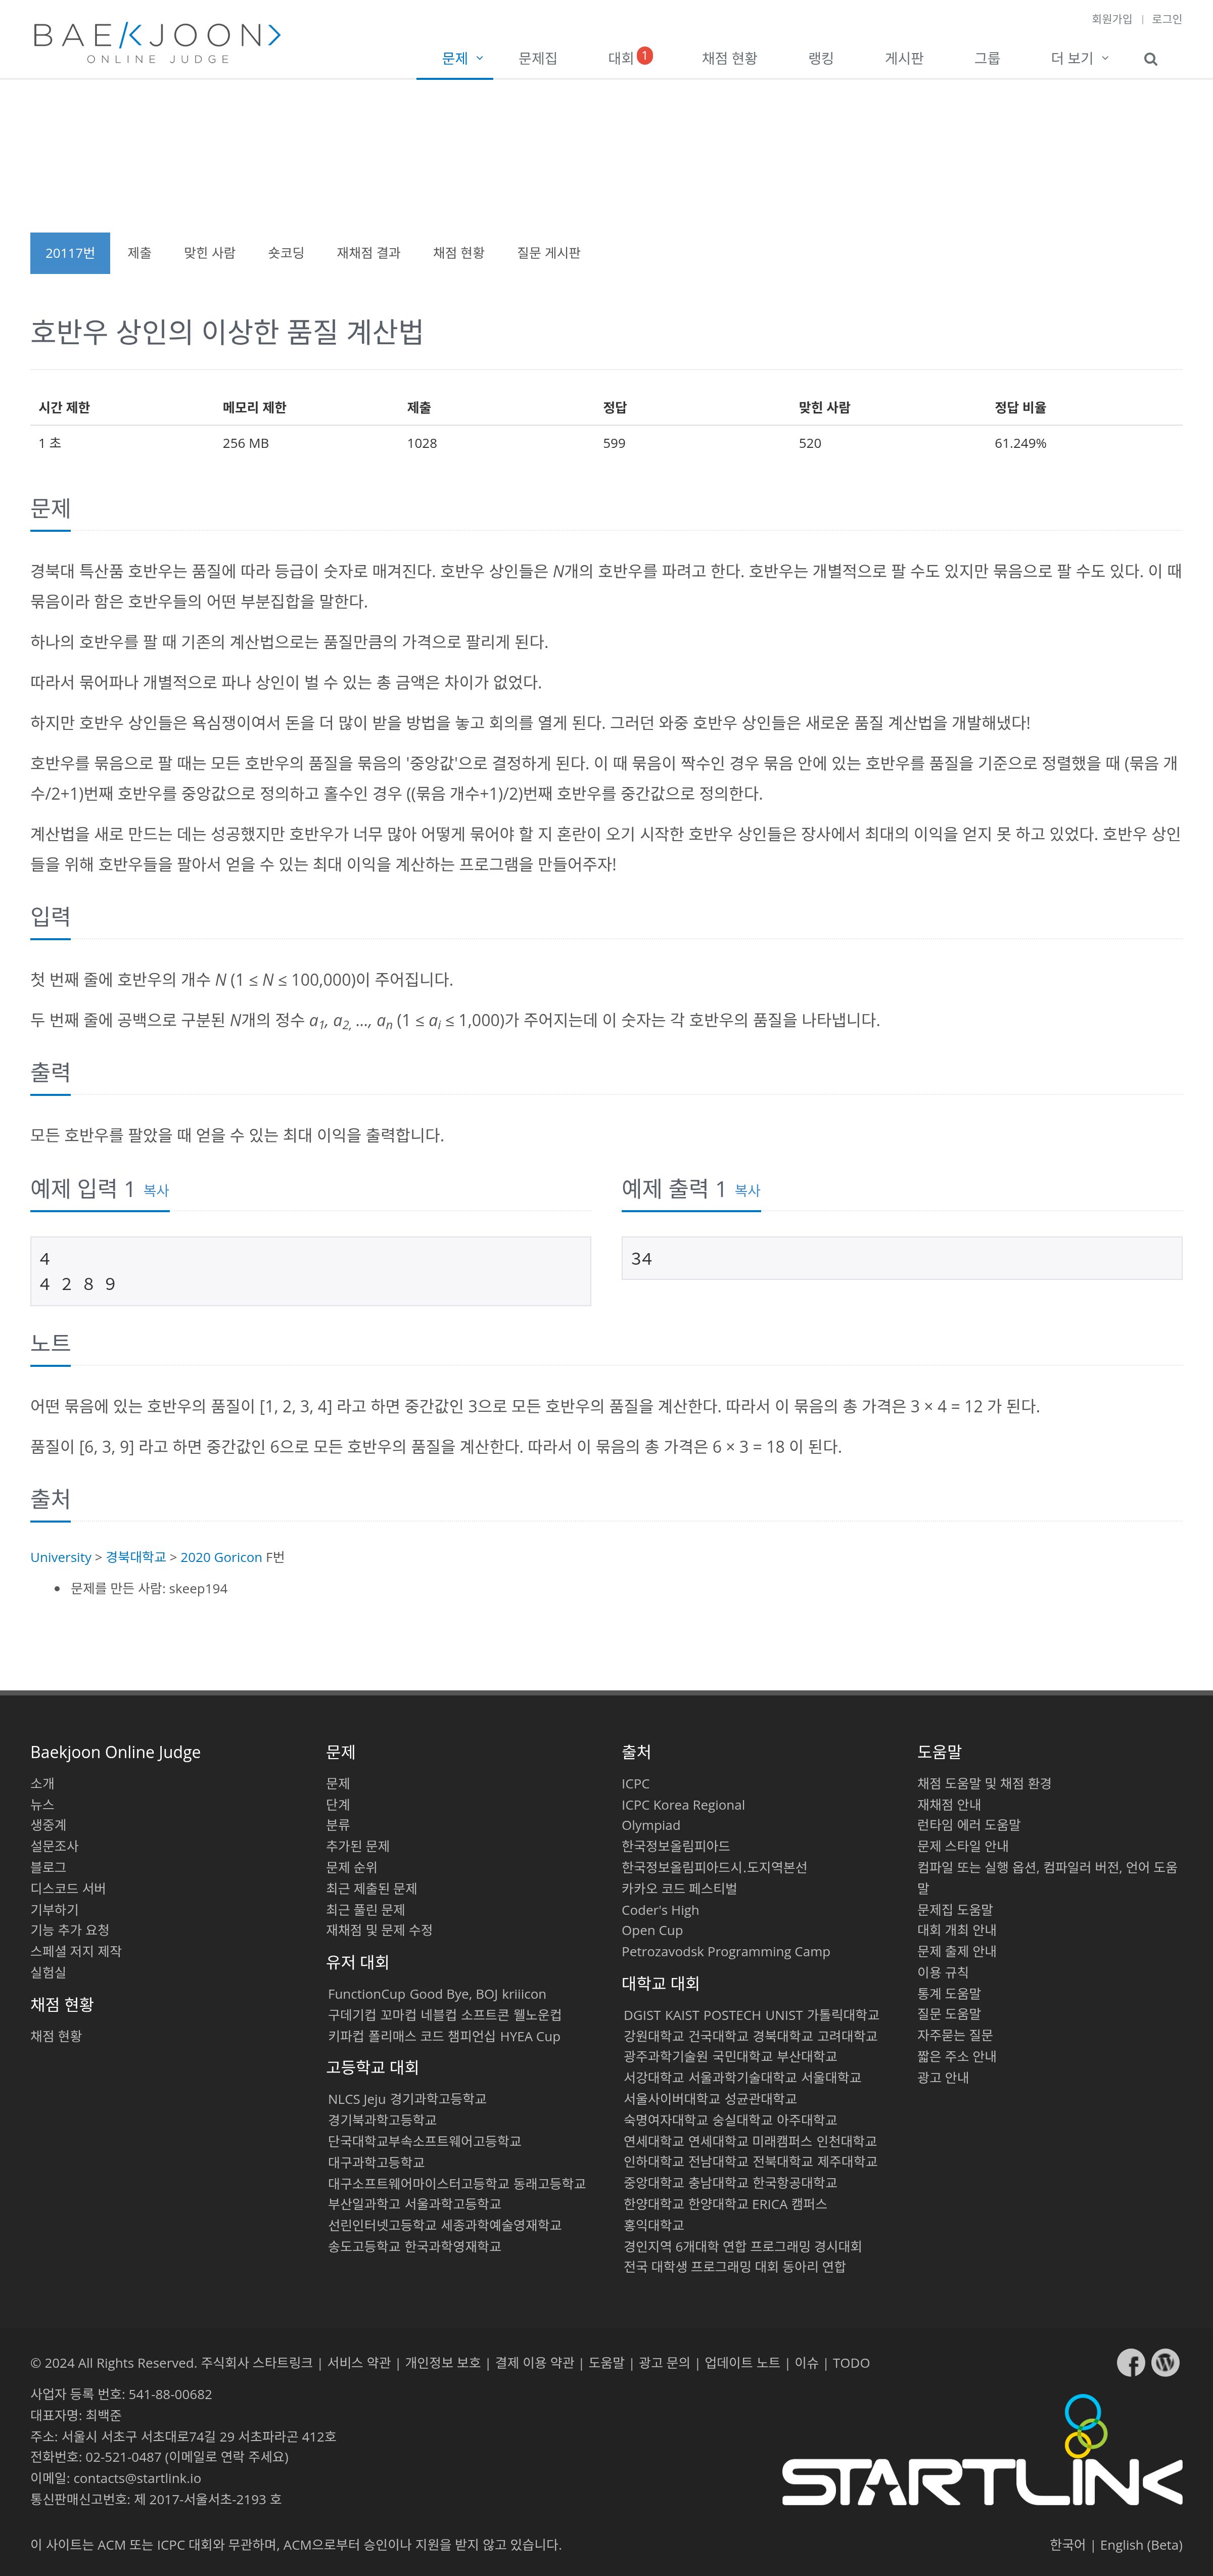 회원가입 | 로그인
BAEKJOON>
ONLINE JUDGE
문제 문제집 대회 1 채점 현황 랭킹 게시판 그룹 더 보기
20117번 제출 맞힌 사람 숏코딩 재채점 결과 채점 현황 질문 게시판
호반우 상인의 이상한 품질 계산법
시간 제한 메모리 제한 제출 정답 맞힌 사람 정답 비율
1 초 256 MB 1028 599 520 61.249%
문제
경북대 특산품 호반우는 품질에 따라 등급이 숫자로 매겨진다. 호반우 상인들은 N개의 호반우를 파려고 한다. 호반우는 개별적으로 팔 수도 있지만 묶음으로 팔 수도 있다. 이 때
묶음이라 함은 호반우들의 어떤 부분집합을 말한다.
하나의 호반우를 팔 때 기존의 계산법으로는 품질만큼의 가격으로 팔리게 된다.
따라서 묶어파나 개별적으로 파나 상인이 벌 수 있는 총 금액은 차이가 없었다.
하지만 호반우 상인들은 욕심쟁이여서 돈을 더 많이 받을 방법을 놓고 회의를 열게 된다. 그러던 와중 호반우 상인들은 새로운 품질 계산법을 개발해냈다!
호반우를 묶음으로 팔 때는 모든 호반우의 품질을 묶음의 '중앙값'으로 결정하게 된다. 이 때 묶음이 짝수인 경우 묶음 안에 있는 호반우를 품질을 기준으로 정렬했을 때 (묶음 개
수/2+1)번째 호반우를 중앙값으로 정의하고 홀수인 경우 ((묶음 개수+1)/2)번째 호반우를 중간값으로 정의한다.
계산법을 새로 만드는 데는 성공했지만 호반우가 너무 많아 어떻게 묶어야 할 지 혼란이 오기 시작한 호반우 상인들은 장사에서 최대의 이익을 얻지 못 하고 있었다. 호반우 상인
들을 위해 호반우들을 팔아서 얻을 수 있는 최대 이익을 계산하는 프로그램을 만들어주자!
입력
첫 번째 줄에 호반우의 개수 N (1 ≤ N ≤ 100,000)이 주어집니다.
두 번째 줄에 공백으로 구분된 N개의 정수 a1, a2, ..., an (1 ≤ ai ≤ 1,000)가 주어지는데 이 숫자는 각 호반우의 품질을 나타냅니다.
출력
모든 호반우를 팔았을 때 얻을 수 있는 최대 이익을 출력합니다.
예제 입력 1 복사
4
4 2 8 9
예제 출력 1 복사
34
노트
어떤 묶음에 있는 호반우의 품질이 [1, 2, 3, 4] 라고 하면 중간값인 3으로 모든 호반우의 품질을 계산한다. 따라서 이 묶음의 총 가격은 3 × 4 = 12 가 된다.
품질이 [6, 3, 9] 라고 하면 중간값인 6으로 모든 호반우의 품질을 계산한다. 따라서 이 묶음의 총 가격은 6 × 3 = 18 이 된다.
출처
University > 경북대학교 > 2020 Goricon F번
• 문제를 만든 사람: skeep194
Baekjoon Online Judge
소개
뉴스
생중계
설문조사
블로그
디스코드 서버
기부하기
기능 추가 요청
스페셜 저지 제작
실험실
채점 현황
채점 현황
문제
문제
단계
분류
추가된 문제
문제 순위
최근 제출된 문제
최근 풀린 문제
재채점 및 문제 수정
유저 대회
FunctionCup Good Bye, BOJ kriiicon
구데기컵 꼬마컵 네블컵 소프트콘 웰노운컵
키파컵 폴리매스 코드 챔피언십 HYEA Cup
고등학교 대회
NLCS Jeju 경기과학고등학교
경기북과학고등학교
단국대학교부속소프트웨어고등학교
대구과학고등학교
대구소프트웨어마이스터고등학교 동래고등학교
부산일과학고 서울과학고등학교
선린인터넷고등학교 세종과학예술영재학교
송도고등학교 한국과학영재학교
출처
ICPC
ICPC Korea Regional
Olympiad
한국정보올림피아드
한국정보올림피아드시.도지역본선
카카오 코드 페스티벌
Coder's High
Open Cup
Petrozavodsk Programming Camp
대학교 대회
DGIST KAIST POSTECH UNIST 가톨릭대학교
강원대학교 건국대학교 경북대학교 고려대학교
광주과학기술원 국민대학교 부산대학교
서강대학교 서울과학기술대학교 서울대학교
서울사이버대학교 성균관대학교
숙명여자대학교 숭실대학교 아주대학교
연세대학교 연세대학교 미래캠퍼스 인천대학교
인하대학교 전남대학교 전북대학교 제주대학교
중앙대학교 충남대학교 한국항공대학교
한양대학교 한양대학교 ERICA 캠퍼스
홍익대학교
경인지역 6개대학 연합 프로그래밍 경시대회
전국 대학생 프로그래밍 대회 동아리 연합
도움말
채점 도움말 및 채점 환경
재채점 안내
런타임 에러 도움말
문제 스타일 안내
컴파일 또는 실행 옵션, 컴파일러 버전, 언어 도움
말
문제집 도움말
대회 개최 안내
문제 출제 안내
이용 규칙
통계 도움말
질문 도움말
자주묻는 질문
짧은 주소 안내
광고 안내
© 2024 All Rights Reserved. 주식회사 스타트링크 | 서비스 약관 | 개인정보 보호 | 결제 이용 약관 | 도움말 | 광고 문의 | 업데이트 노트 | 이슈 | TODO
사업자 등록 번호: 541-88-00682
대표자명: 최백준
주소: 서울시 서초구 서초대로74길 29 서초파라곤 412호
전화번호: 02-521-0487 (이메일로 연락 주세요)
이메일: contacts@startlink.io
통신판매신고번호: 제 2017-서울서초-2193 호
STARTLINK
이 사이트는 ACM 또는 ICPC 대회와 무관하며, ACM으로부터 승인이나 지원을 받지 않고 있습니다.
한국어 | English (Beta)